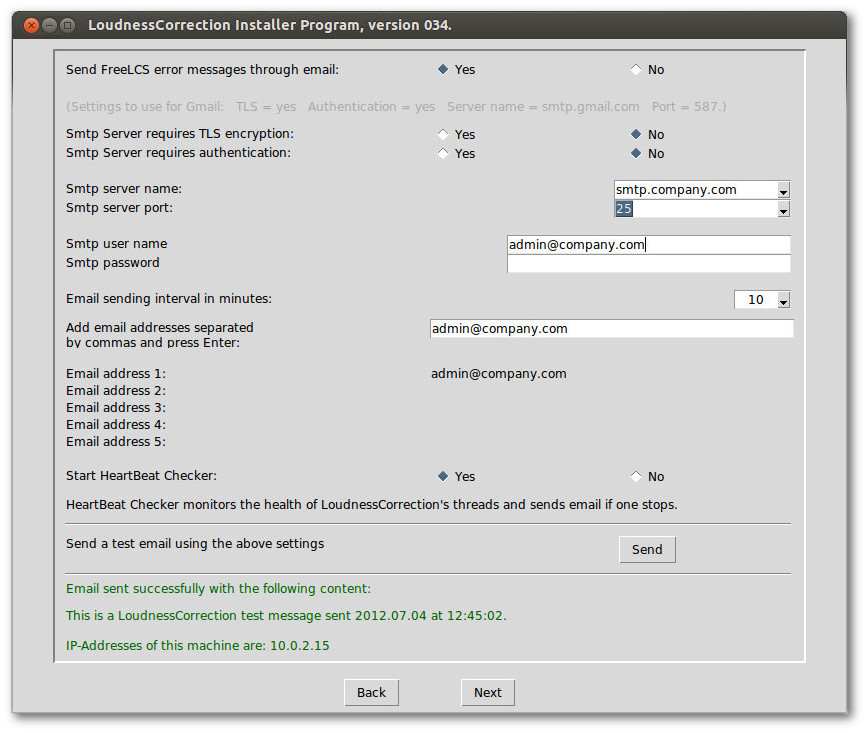 LoudnessCorrection Installer Program, version 034.
Send FreeLCS error messages through email: Yes No
(Settings to use for Gmail: TLS = yes Authentication = yes Server name = smtp.gmail.com Port = 587.)
Smtp Server requires TLS encryption: Yes No
Smtp Server requires authentication: Yes No
Smtp server name: smtp.company.com
Smtp server port: 25
Smtp user name admin@company.com
Smtp password
Email sending interval in minutes: 10
Add email addresses separated
by commas and press Enter: admin@company.com
Email address 1: admin@company.com
Email address 2:
Email address 3:
Email address 4:
Email address 5:
Start HeartBeat Checker: Yes No
HeartBeat Checker monitors the health of LoudnessCorrection's threads and sends email if one stops.
Send a test email using the above settings Send
Email sent successfully with the following content:
This is a LoudnessCorrection test message sent 2012.07.04 at 12:45:02.
IP-Addresses of this machine are: 10.0.2.15
Back Next